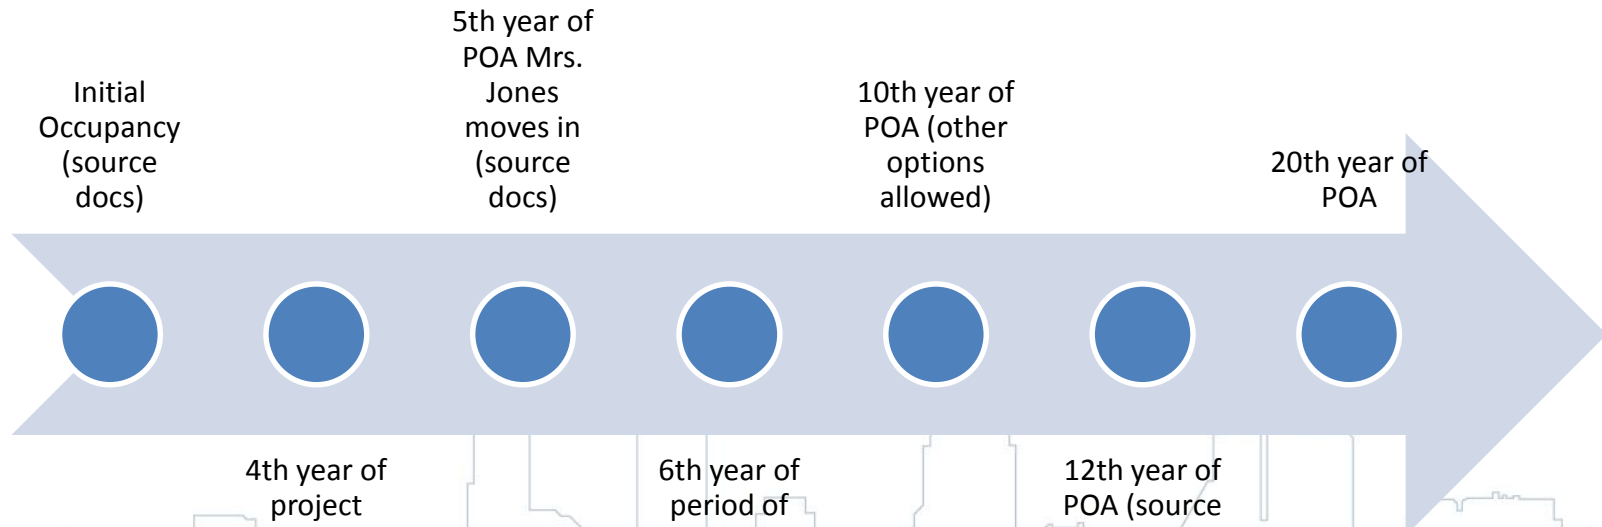 Initial
Occupancy
(source
docs)
4th year of
project
5th year of
POA Mrs.
Jones
moves in
(source
docs)
6th year of
period of
10th year of
POA (other
options
allowed)
12th year of
POA (source
20th year of
POA